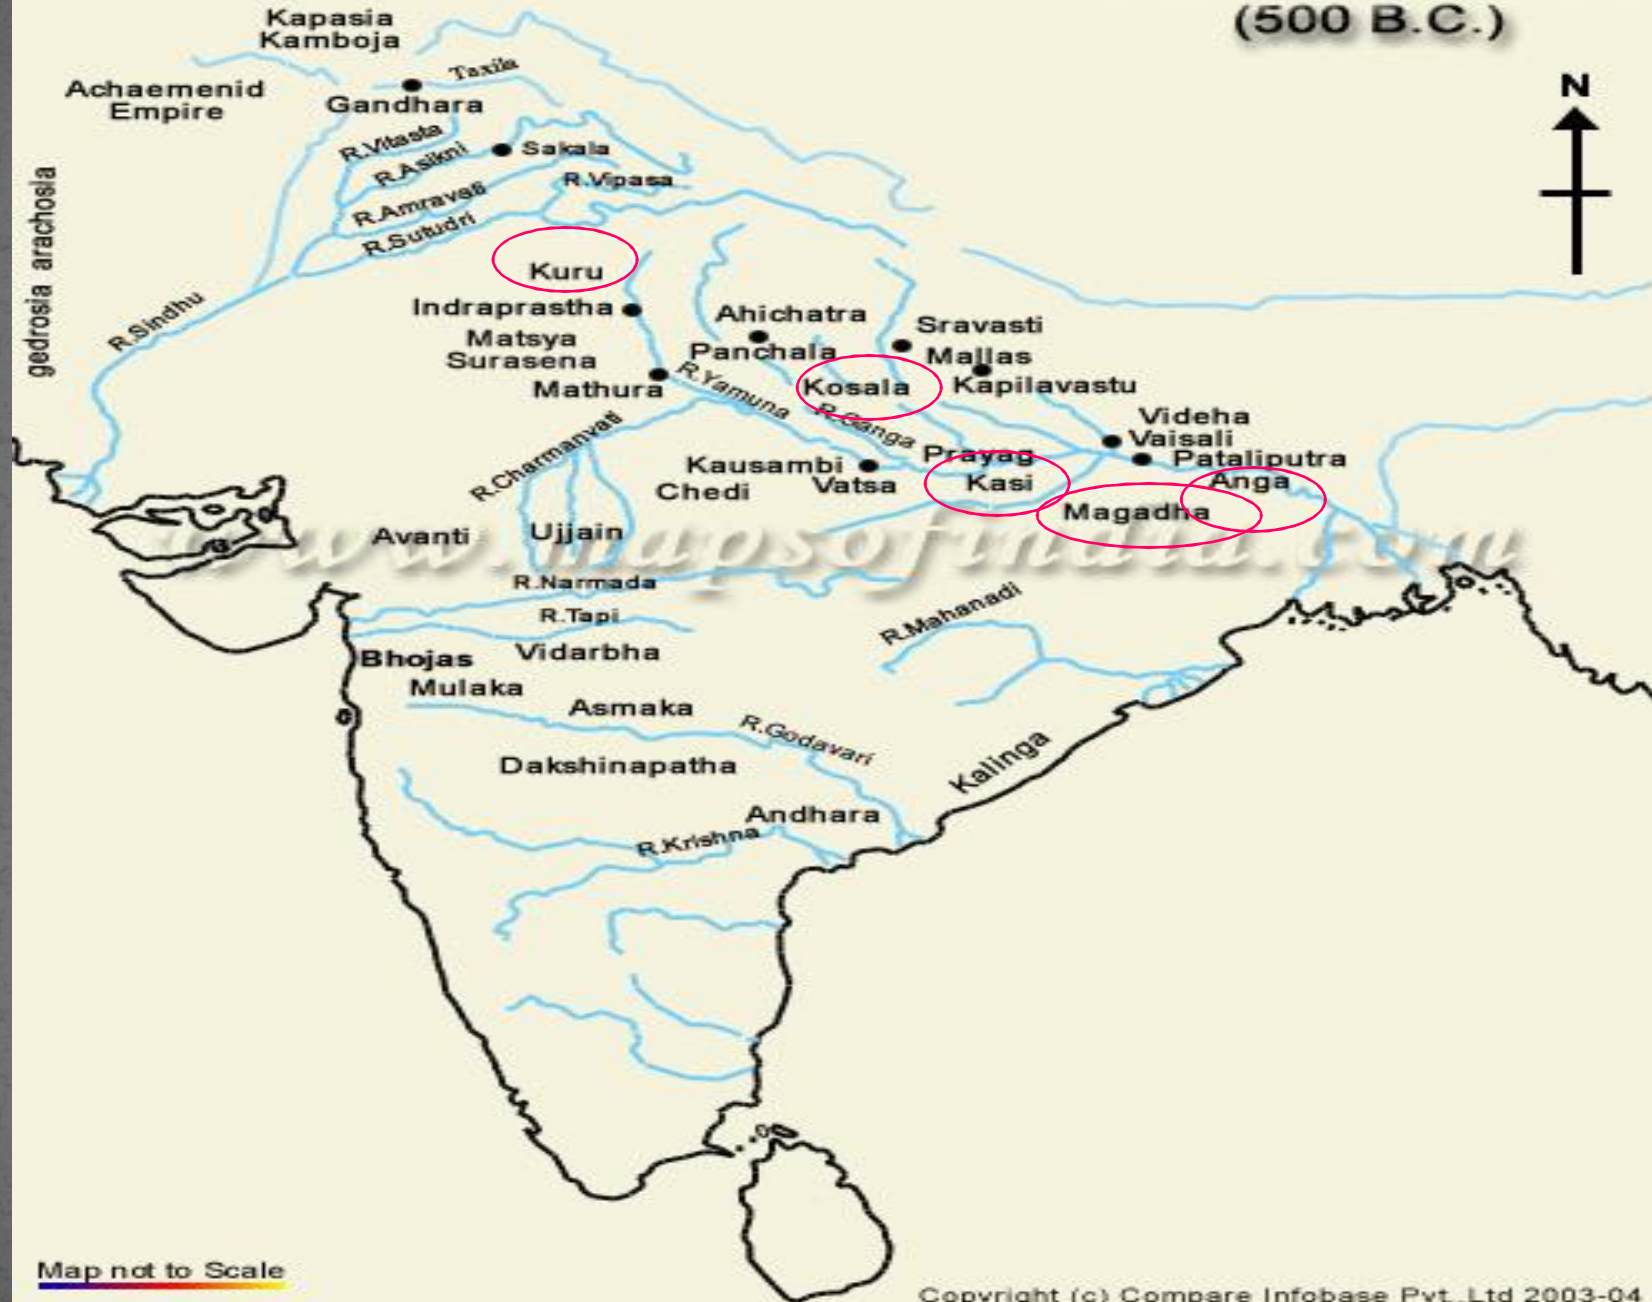 (500 B.C.)
Kapasia
Kamboja
N
Achaemenid
Empire
Taxila
Gandhara
R.Vitasta
R.Asikni
Sakala
R.Vipasa
R.Amravati
R.Sutudri
gedrosia arachosia
Kuru
R.Sindhu
Indraprastha
Ahichatra
Sravasti
Matsya
Surasena
Panchala
Mallas
Mathura
R.Yamuna
Kosala
Kapilavastu
R.Ganga
Videha
Vaisali
R.Charmanvati
Prayag
Pataliputra
Kausambi
Vatsa
Kasi
Anga
Chedi
Magadha
Avanti
Ujjain
www.mapsofindia.com
R.Narmada
R.Tapi
R.Mahanadi
Bhojas
Vidarbha
Mulaka
Asmaka
R.Godavari
Dakshinapatha
Kalinga
Andhara
R.Krishna
Map not to Scale
Copyright (c) Compare Infobase Pvt. Ltd 2003-04